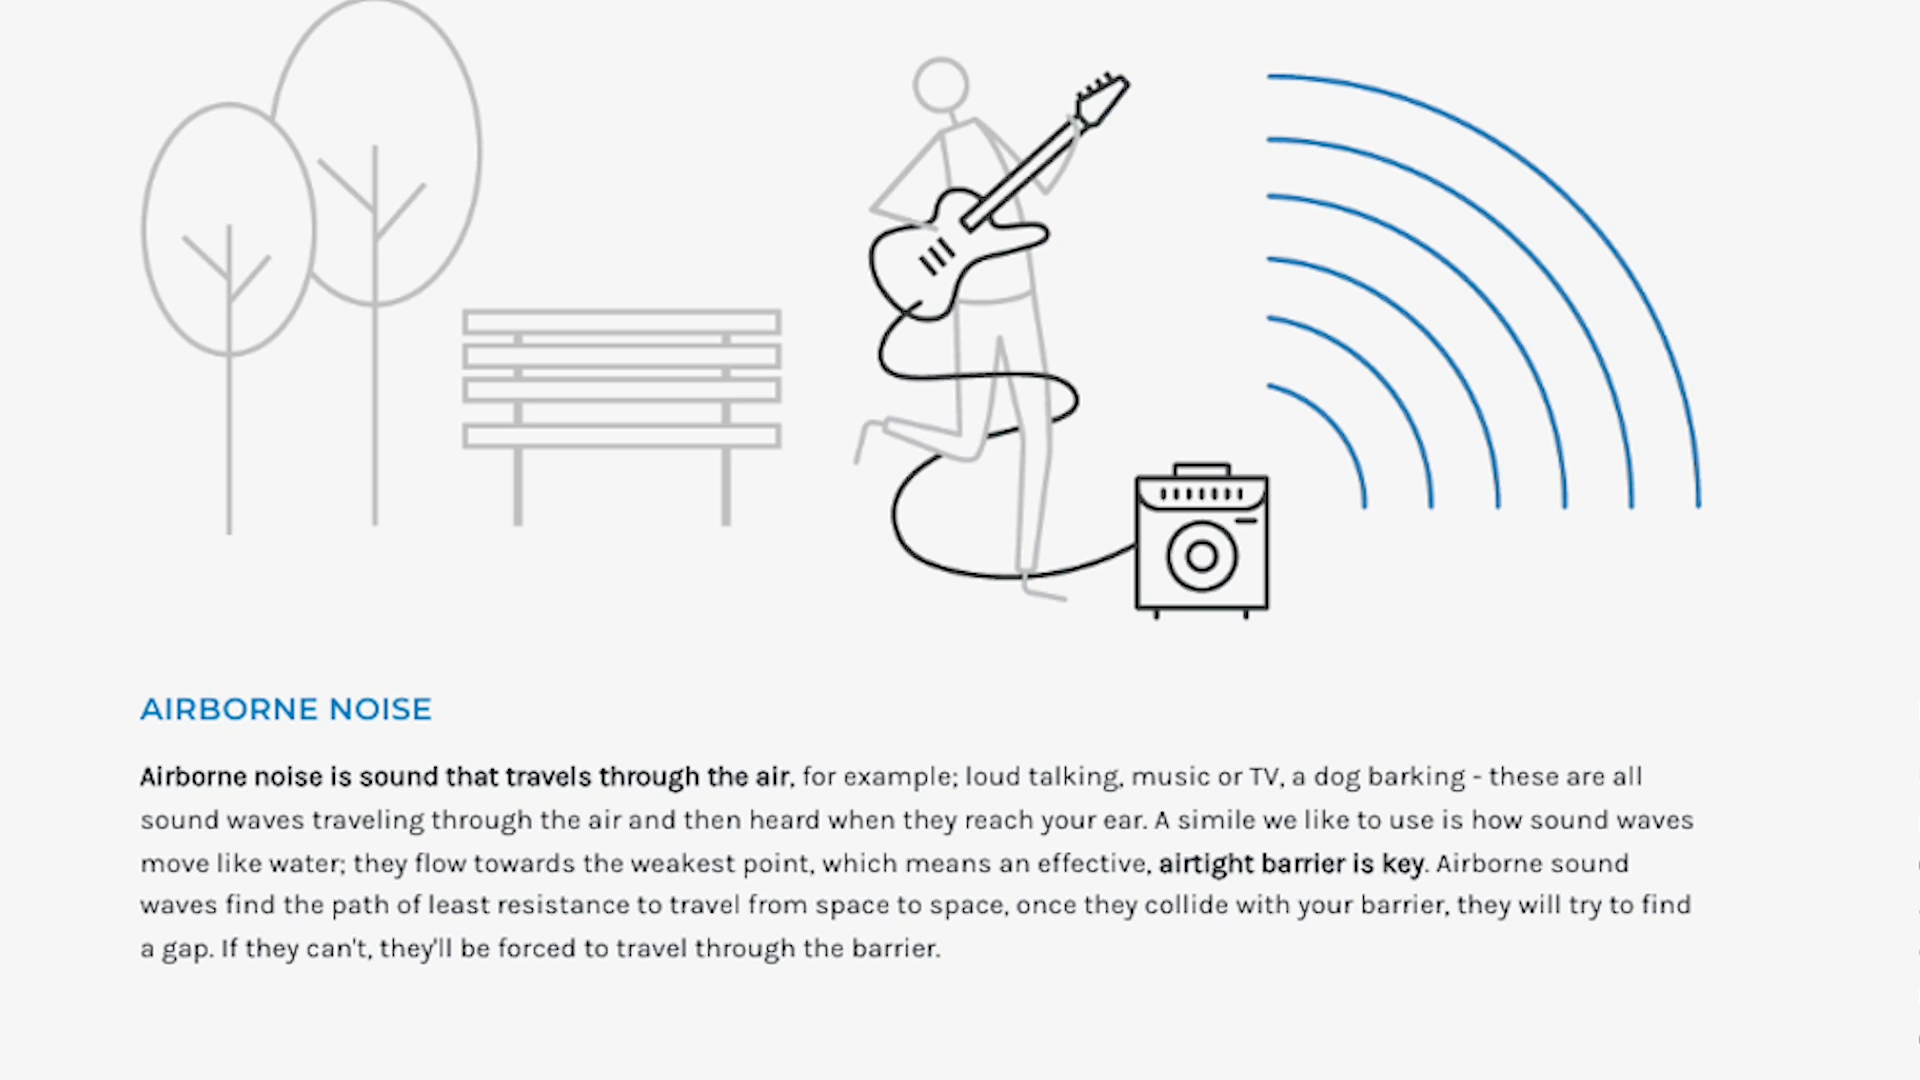 AIRBORNE NOISE
Airborne noise is sound that travels through the air, for example; loud talking, music or TV, a dog barking - these are all
sound waves traveling through the air and then heard when they reach your ear. A simile we like to use is how sound waves
move like water; they flow towards the weakest point, which means an effective, airtight barrier is key. Airborne sound
waves find the path of least resistance to travel from space to space, once they collide with your barrier, they will try to find
a gap. If they can't, they'll be forced to travel through the barrier.